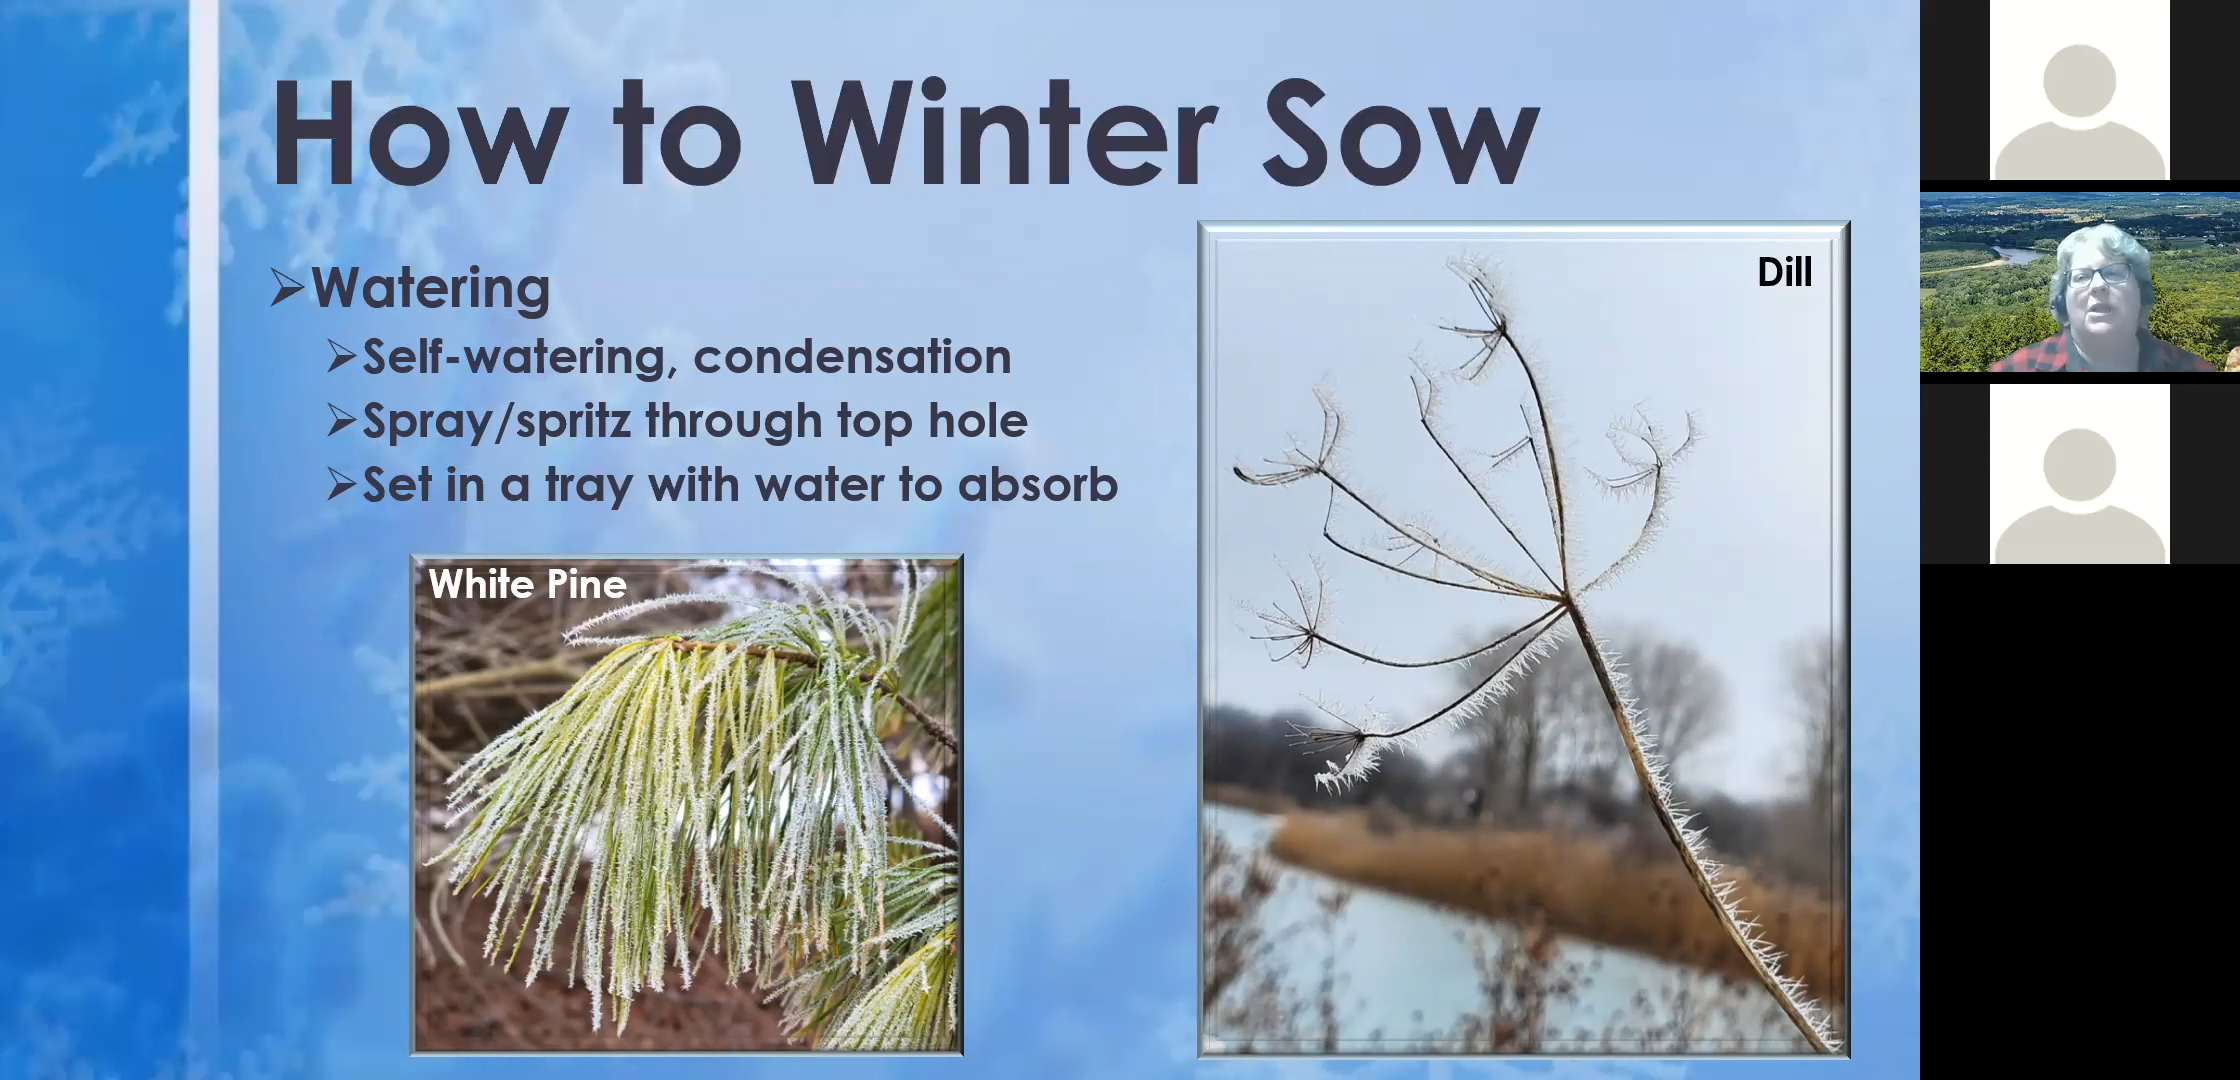 How to Winter Sow
Watering
Self-watering, condensation
Spray/spritz through top hole
Set in a tray with water to absorb
White Pine
Dill